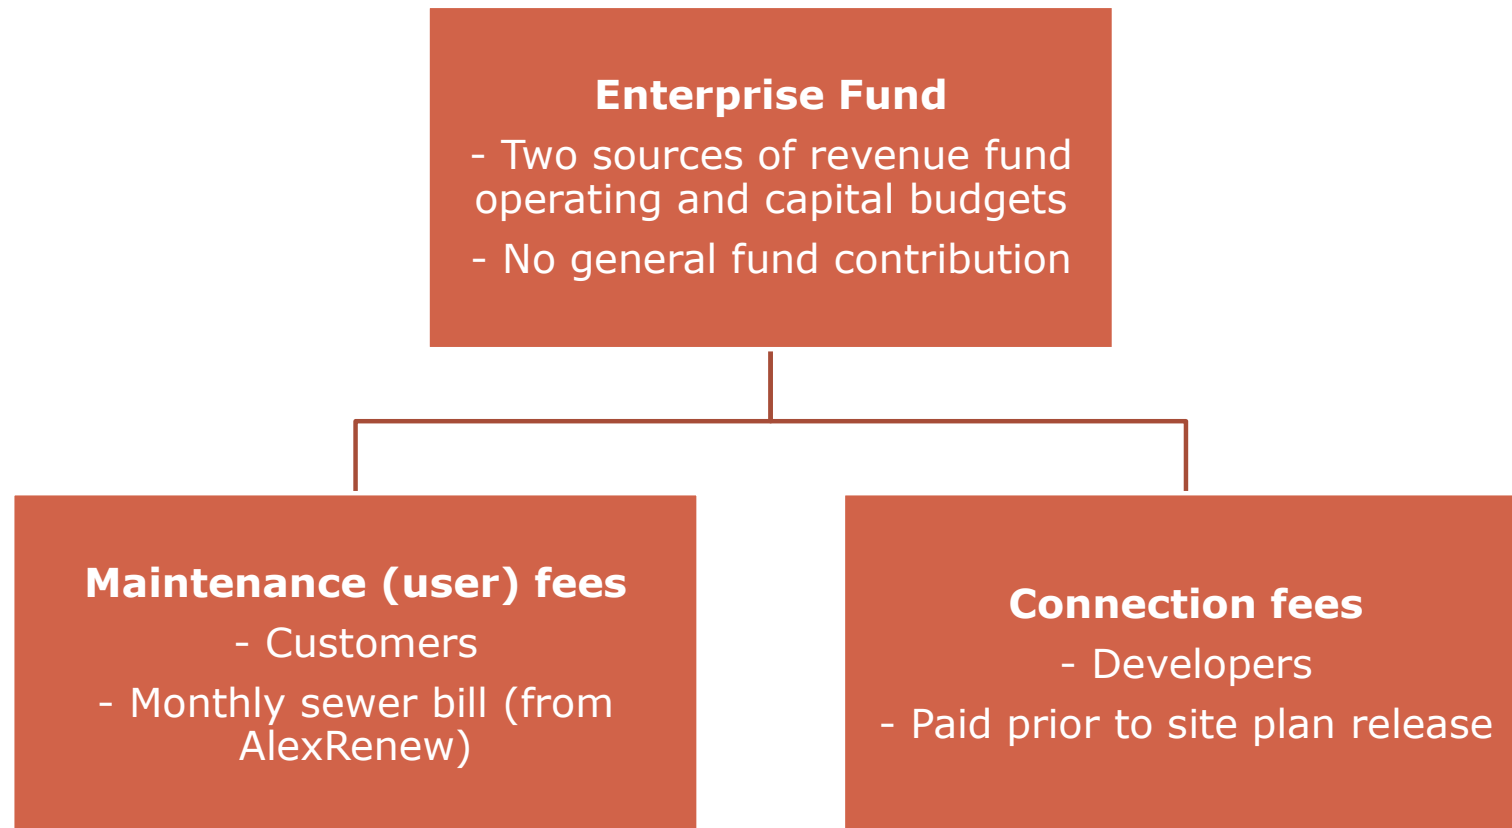 Enterprise Fund
- Two sources of revenue fund
operating and capital budgets
- No general fund contribution
Maintenance (user) fees
- Customers
- Monthly sewer bill (from
AlexRenew)
Connection fees
- Developers
- Paid prior to site plan release